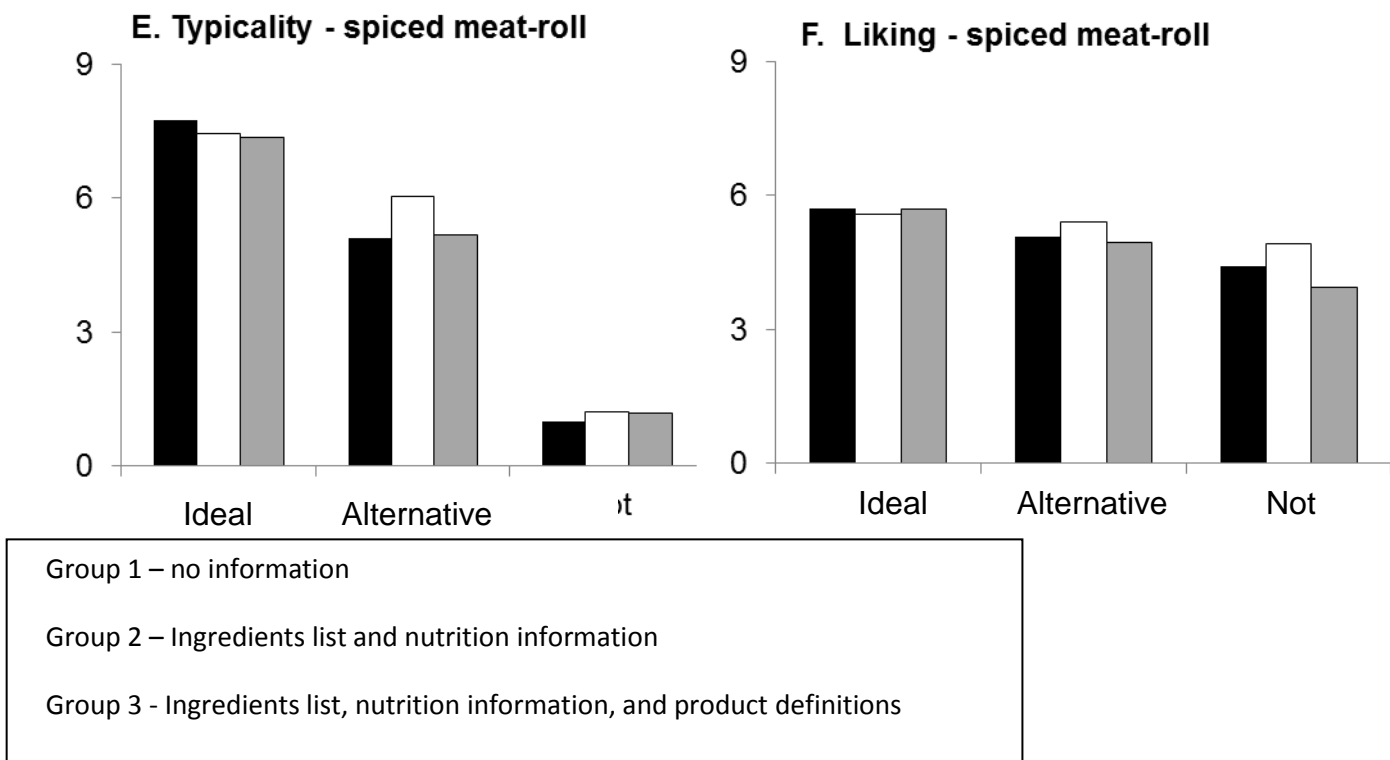 E. Typicality - spiced meat-roll
9
6
3
0
Ideal Alternative
F. Liking - spiced meat-roll
9
6
3
0
Ideal Alternative Not
Group 1 – no information
Group 2 – Ingredients list and nutrition information
Group 3 - Ingredients list, nutrition information, and product definitions